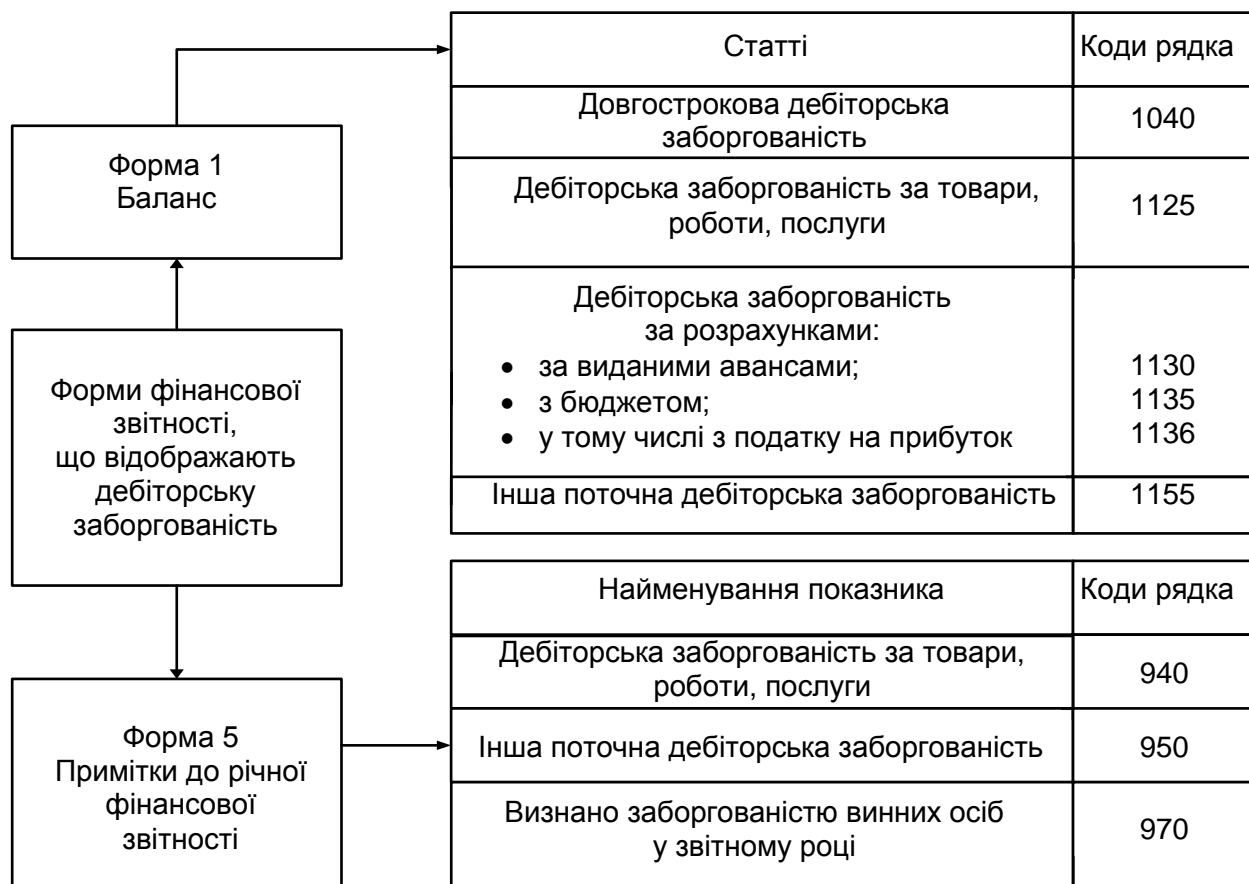 Форма 1
Баланс
Форми фінансової
звітності,
що відображають
дебіторську
заборгованість
Форма 5
Примітки до річної
фінансової
звітності
Статті
Коди рядка
Довгострокова дебіторська
заборгованість
1040
Дебіторська заборгованість за товари,
роботи, послуги
1125
Дебіторська заборгованість
за розрахунками:
• за виданими авансами;
1130
• з бюджетом;
1135
• у тому числі з податку на прибуток
1136
Інша поточна дебіторська заборгованість
1155
Найменування показника
Коди рядка
Дебіторська заборгованість за товари,
роботи, послуги
940
Інша поточна дебіторська заборгованість
950
Визнано заборгованістю винних осіб
у звітному році
970